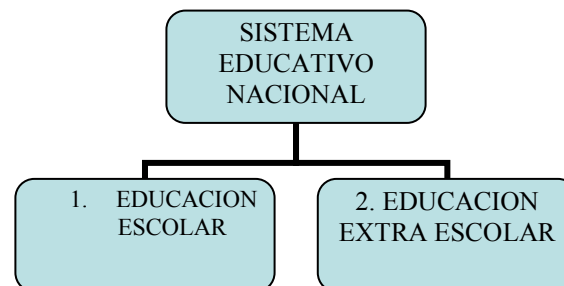 SISTEMA
EDUCATIVO
NACIONAL
1. EDUCACION
ESCOLAR
2. EDUCACION
EXTRA ESCOLAR